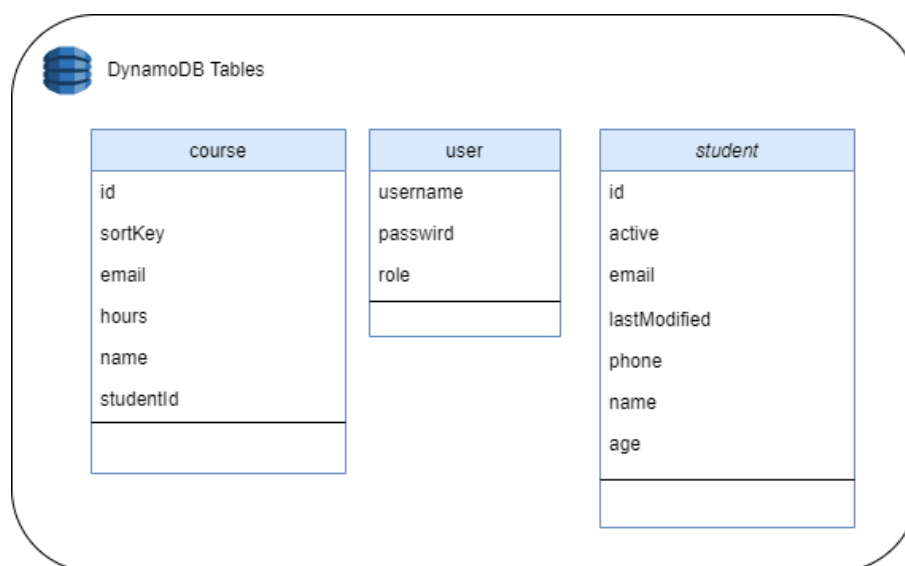 DynamoDB Tables
course
id
sortKey
email
hours
name
studentId
user
username
passwird
role
student
id
active
email
lastModified
phone
name
age